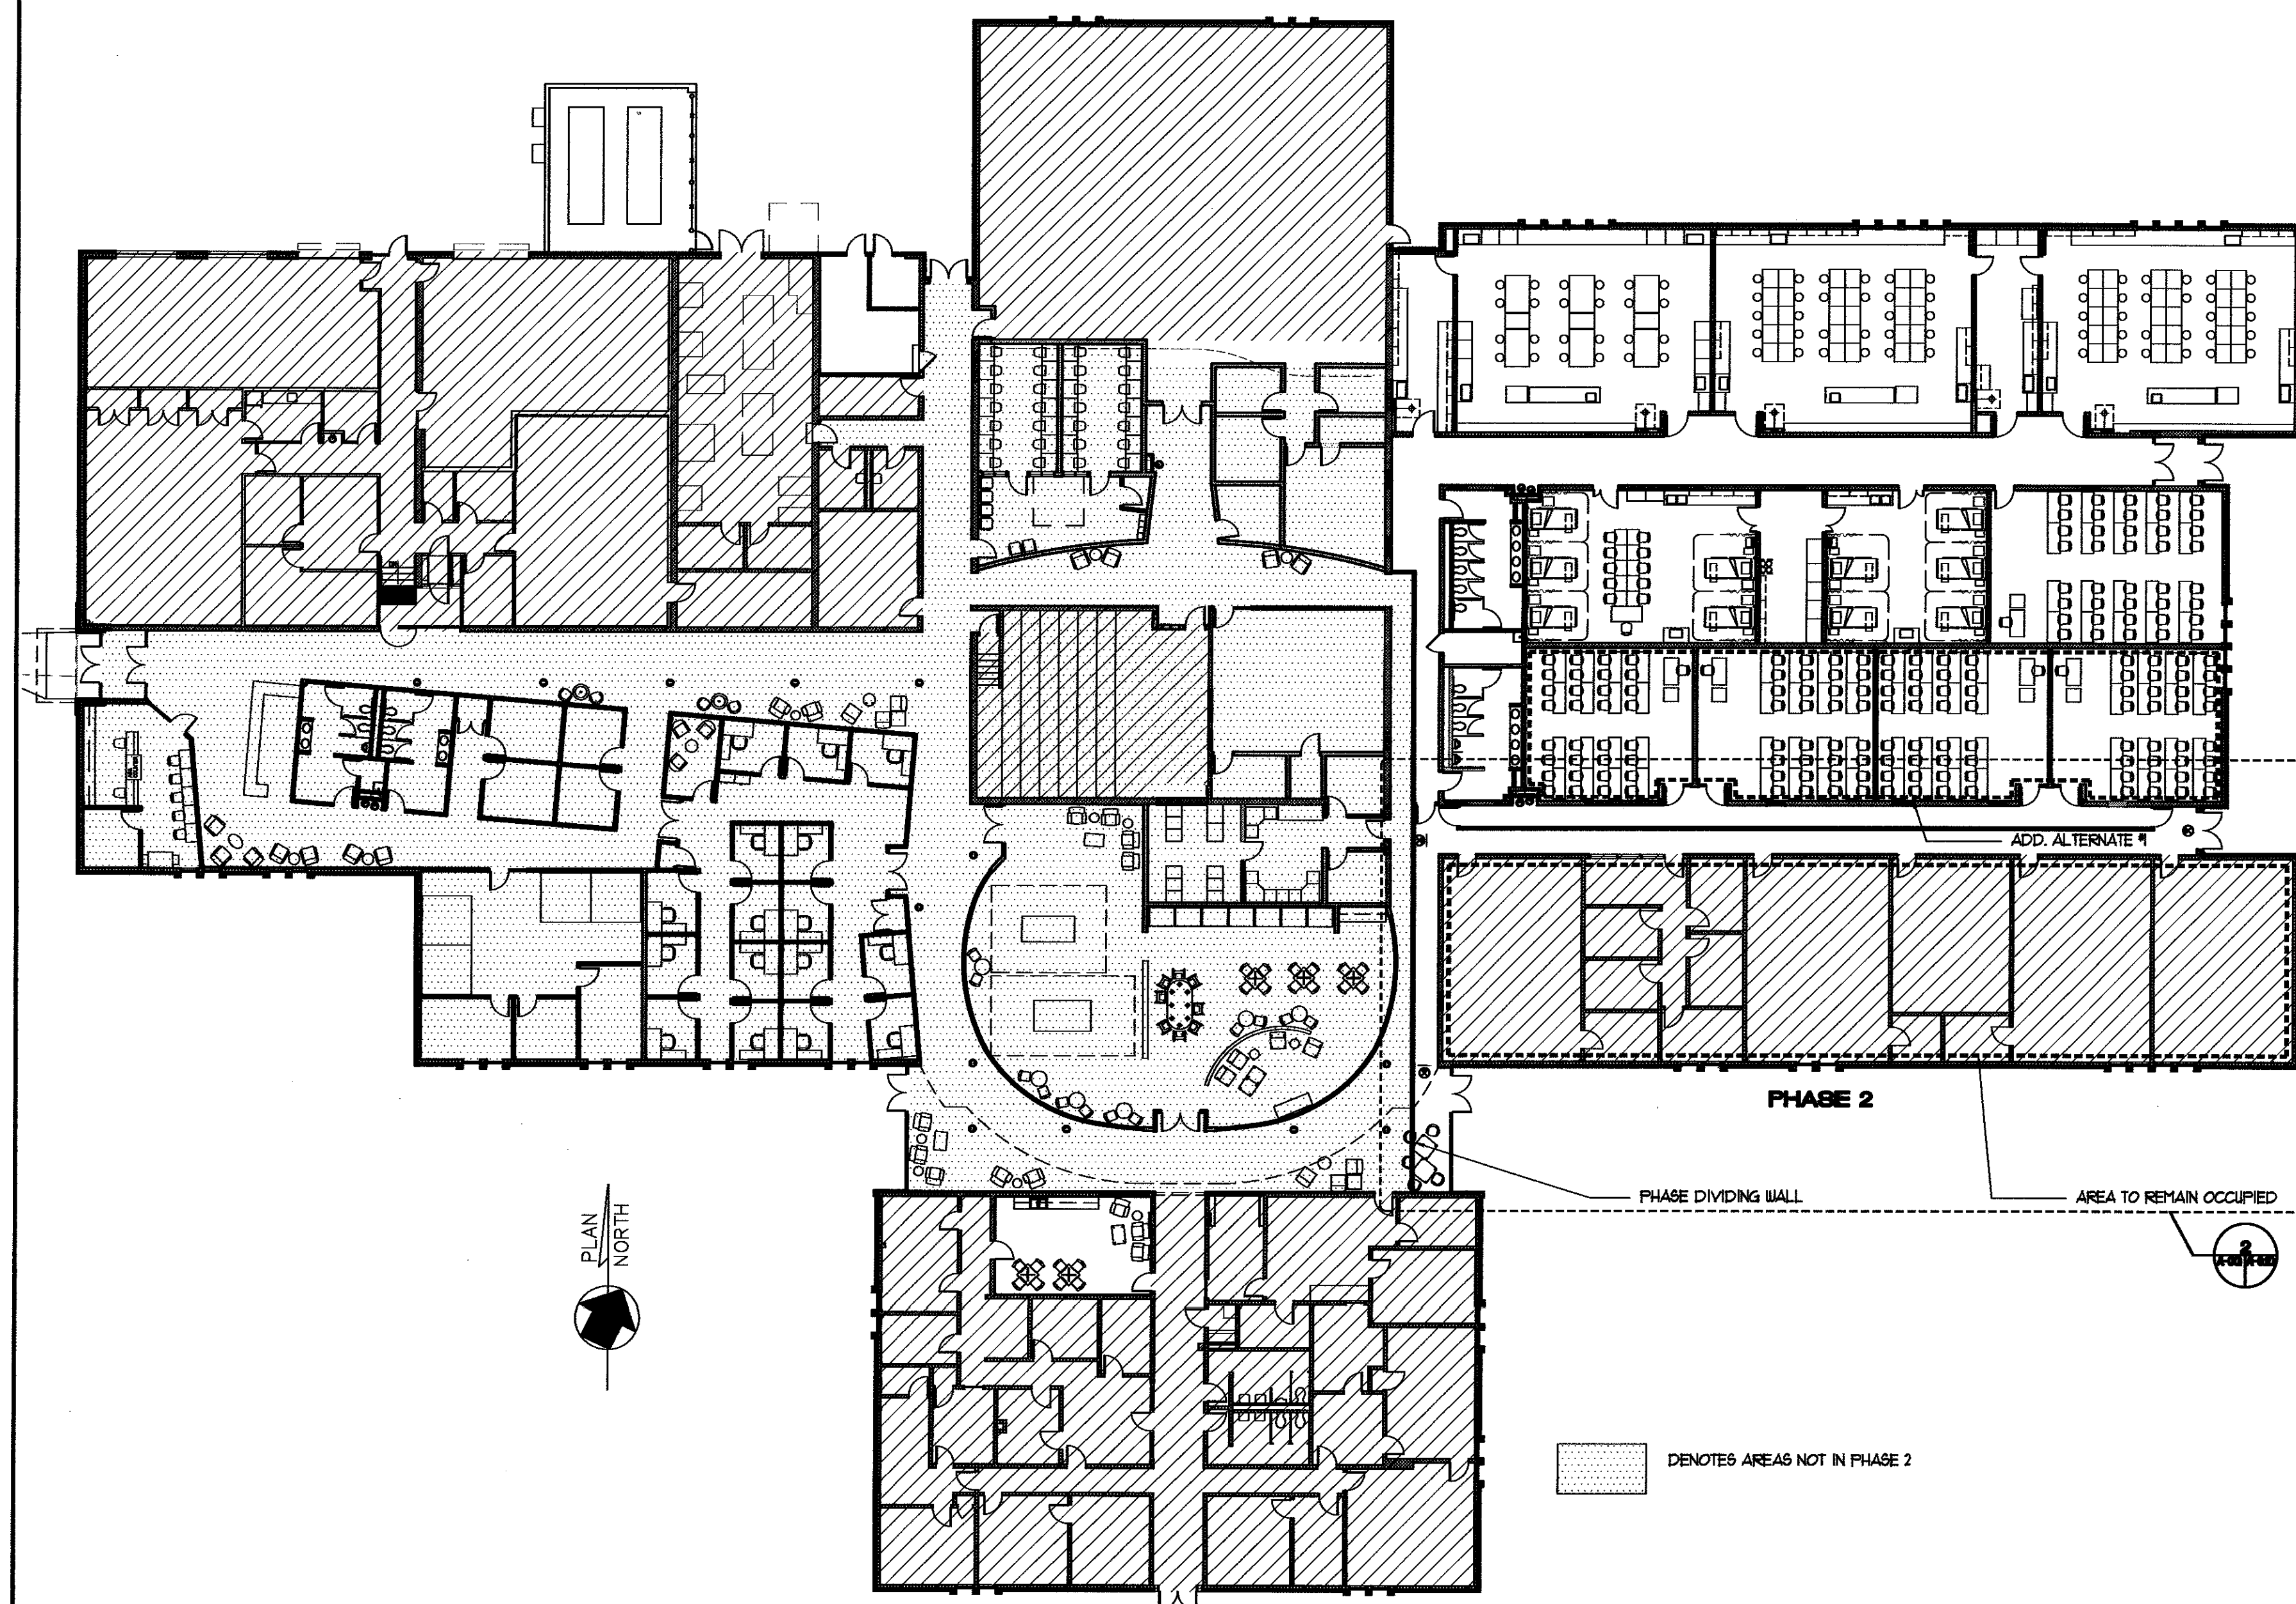 ADD. ALTERNATE #1
PHASE 2
PHASE DIVIDING WALL
AREA TO REMAIN OCCUPIED
PLAN
NORTH
2
DENOTES AREAS NOT IN PHASE 2